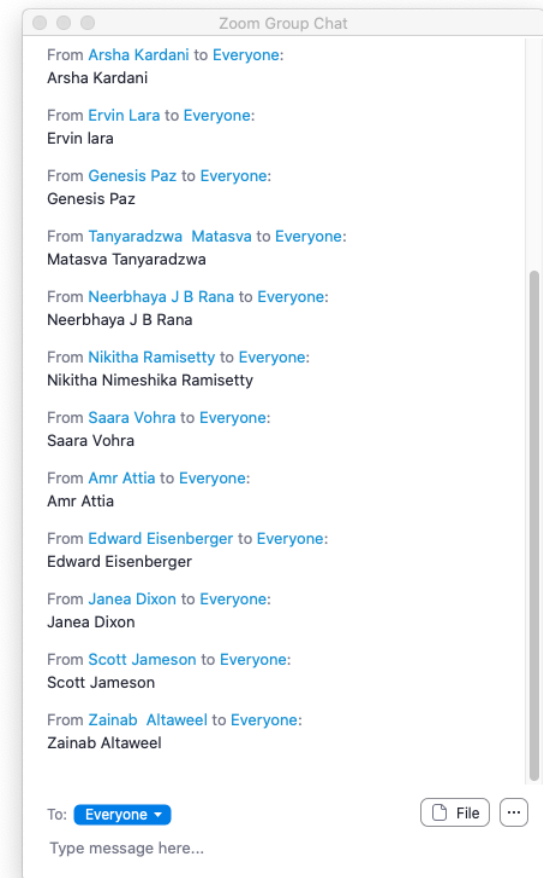 Zoom Group Chat
From Arsha Kardani to Everyone:
Arsha Kardani
From Ervin Lara to Everyone:
Ervin lara
From Genesis Paz to Everyone:
Genesis Paz
From Tanyaradzwa  Matasva to Everyone:
Matasva Tanyaradzwa
From Neerbhaya J B Rana to Everyone:
Neerbhaya J B Rana
From Nikitha Ramisetty to Everyone:
Nikitha Nimeshika Ramisetty
From Saara Vohra to Everyone:
Saara Vohra
From Amr Attia to Everyone:
Amr Attia
From Edward Eisenberger to Everyone:
Edward Eisenberger
From Janea Dixon to Everyone:
Janea Dixon
From Scott Jameson to Everyone:
Scott Jameson
From Zainab  Altaweel to Everyone:
Zainab Altaweel
To: Everyone File ...
Type message here...